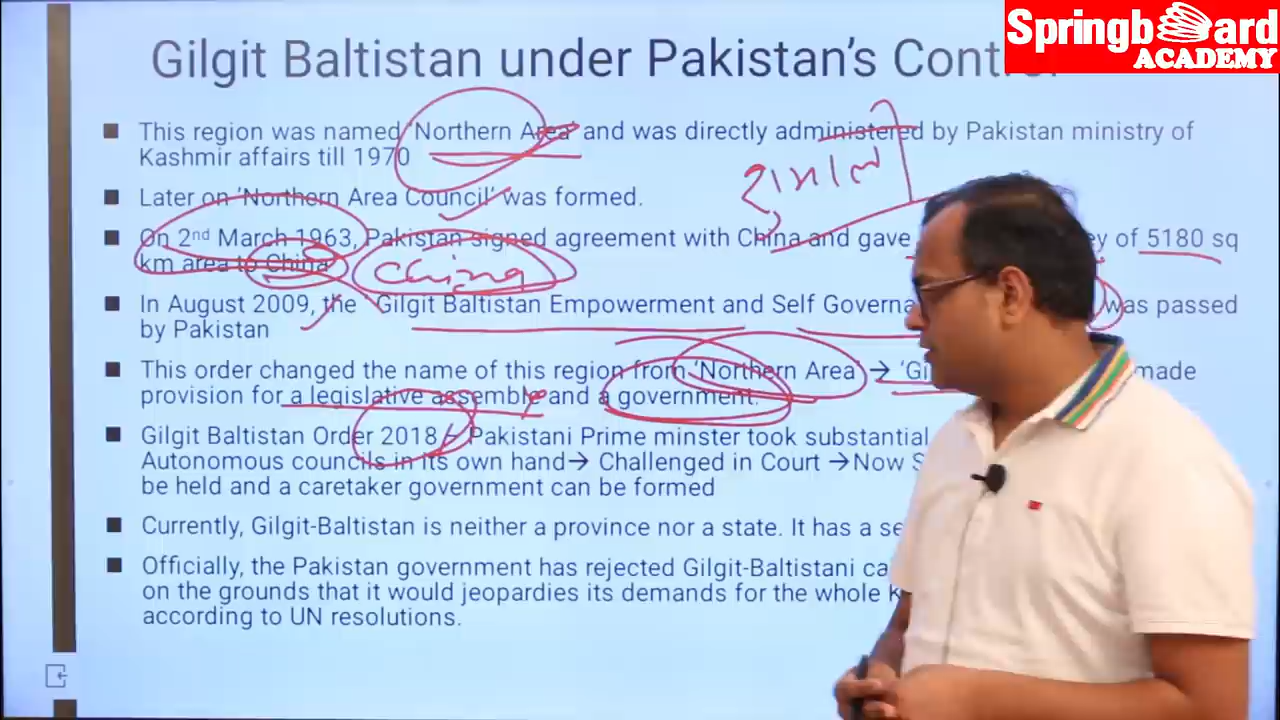 Springboard
ACADEMY
Gilgit Baltistan under Pakistan's Cont
■ This region was named 'Northern Area' and was directly administered by Pakistan ministry of
Kashmir affairs till 1970
■ Later on 'Northern Area Council' was formed.
■ On 2nd March 1963, Pakistan signed agreement with China and gave of 5180 sq
km area to China
China
■ In August 2009, the 'Gilgit Baltistan Empowerment and Self Governa was passed
by Pakistan
■ This order changed the name of this region from 'Northern Area' → 'Gi made
provision for a legislative assembly and a government.
■ Gilgit Baltistan Order 2018 - Pakistani Prime minster took substantial
Autonomous councils in its own hand→ Challenged in Court →Now S
be held and a caretaker government can be formed
■ Currently, Gilgit-Baltistan is neither a province nor a state. It has a se
■ Officially, the Pakistan government has rejected Gilgit-Baltistani ca
on the grounds that it would jeopardies its demands for the whole K
according to UN resolutions.